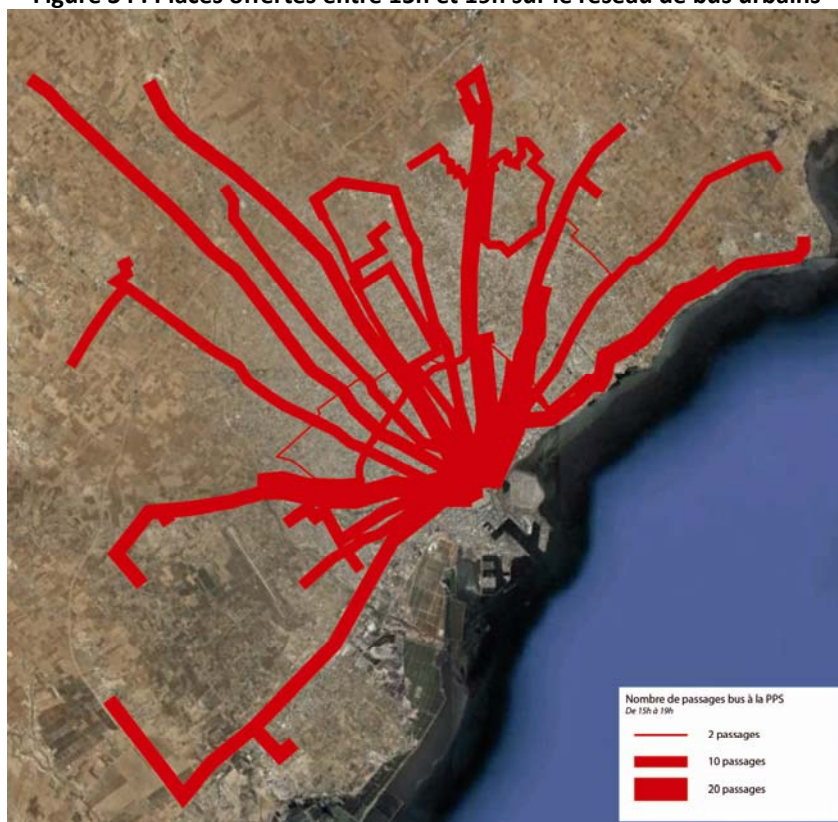 Figure : Places offertes entre 15h et 19h sur le réseau de bus urbains
Nombre de passages bus à la PPS
De 15h à 19h
2 passages
10 passages
20 passages